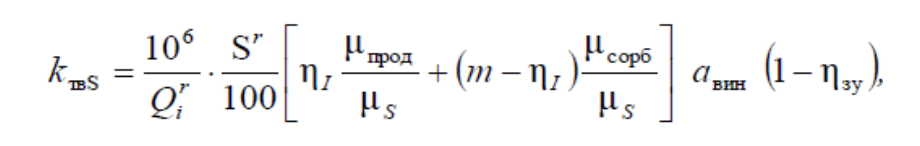 k_твS = 10^6 / Q_i^r · S^r / 100 [ η_I μ_прод / μ_S + (m − η_I) μ_сорб / μ_S ] a_вин (1 − η_зу),